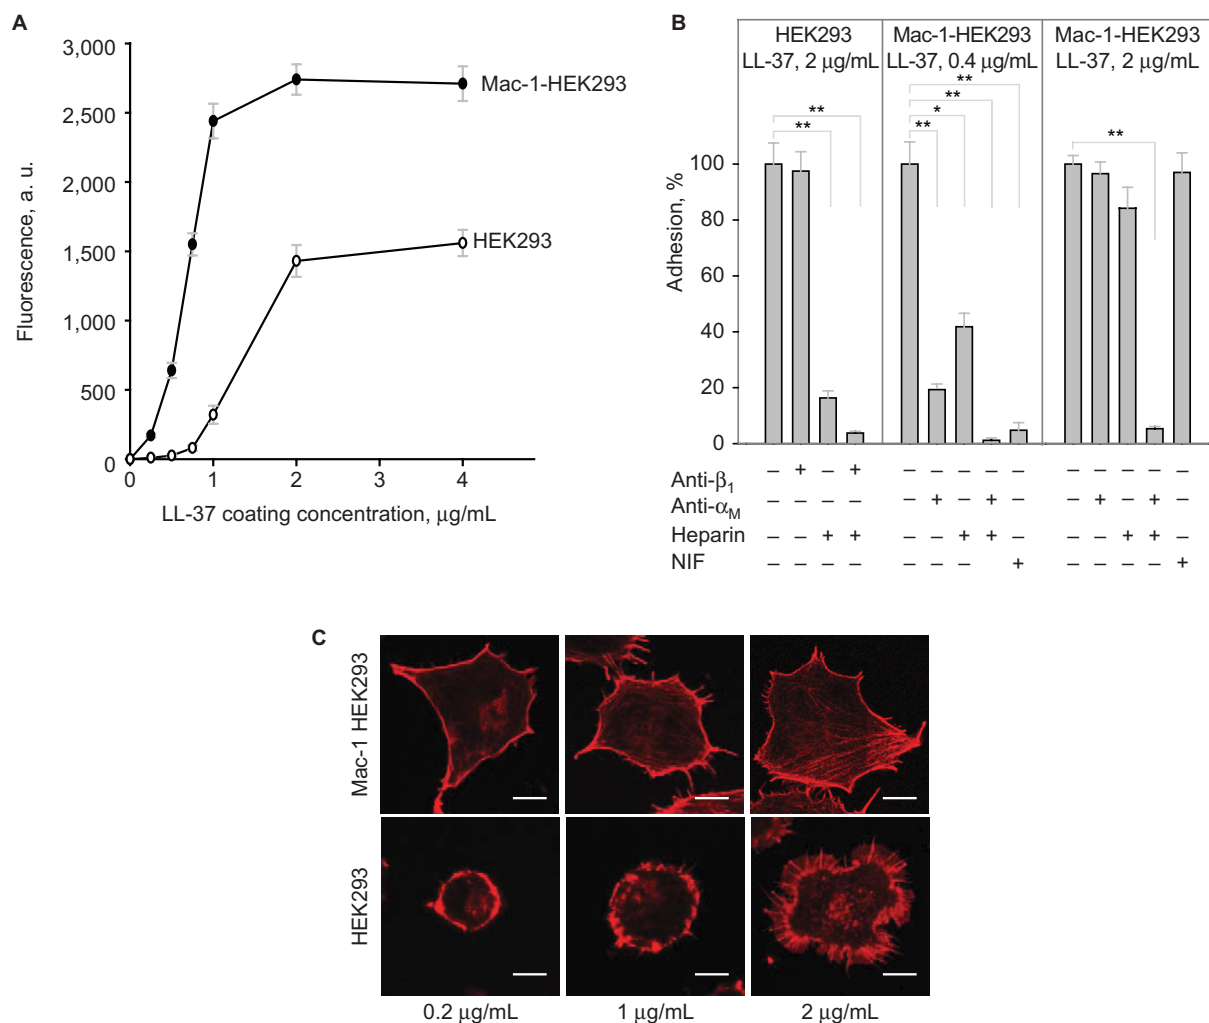 A
3,000
2,500
2,000
1,500
1,000
500
0
Fluorescence, a. u.
Mac-1-HEK293
HEK293
0 1 2 3 4
LL-37 coating concentration, μg/mL
B
HEK293 Mac-1-HEK293 Mac-1-HEK293
LL-37, 2 μg/mL LL-37, 0.4 μg/mL LL-37, 2 μg/mL
** ** ** ** * ** **
100
80
60
40
20
0
Adhesion, %
Anti-β1 – + – + – – – – – – – – – –
Anti-αM – – – – – + – + – – + – + –
Heparin – – + + – – + + – – – + + –
NIF – – – – – – – – + – – – – +
C
Mac-1 HEK293
HEK293
0.2 μg/mL 1 μg/mL 2 μg/mL